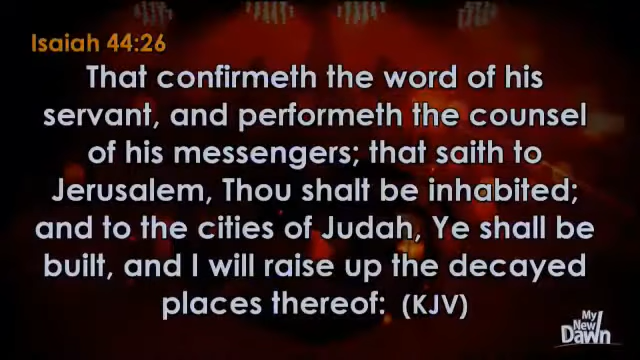 Isaiah 44:26
That confirmeth the word of his
servant, and performeth the counsel
of his messengers; that saith to
Jerusalem, Thou shalt be inhabited;
and to the cities of Judah, Ye shall be
built, and I will raise up the decayed
places thereof: (KJV)
My
New
Dawn